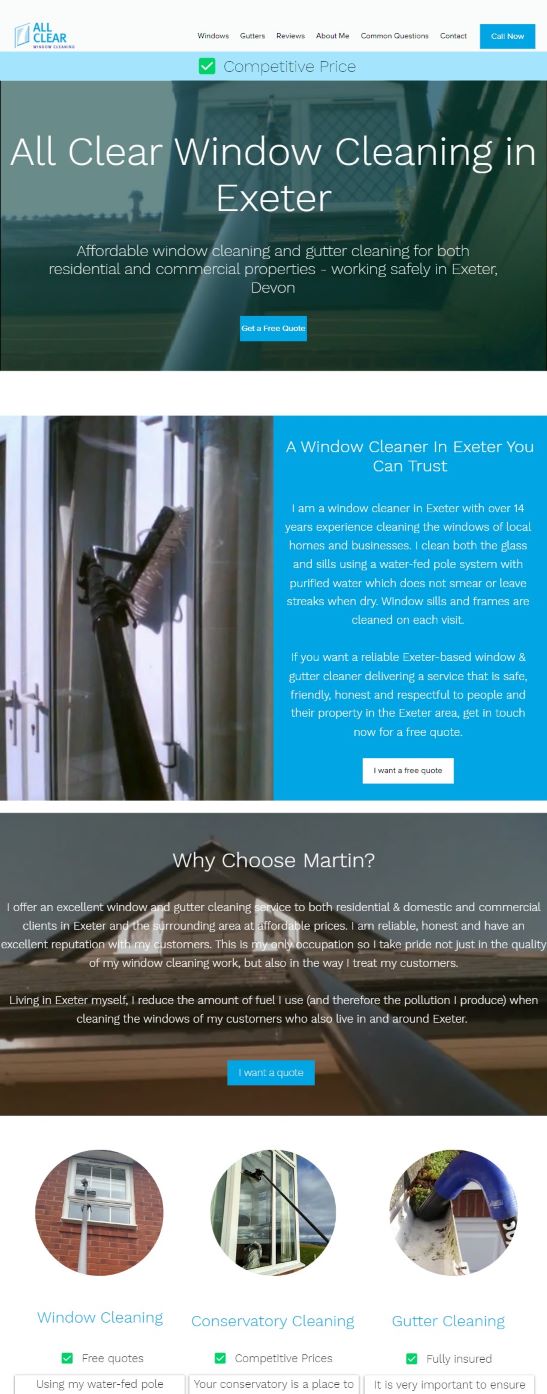 ALL
CLEAR
WINDOW CLEANING
Windows Gutters Reviews About Me Common Questions Contact Call Now
Competitive Price
All Clear Window Cleaning in
Exeter
Affordable window cleaning and gutter cleaning for both
residential and commercial properties - working safely in Exeter,
Devon
Get a Free Quote
A Window Cleaner In Exeter You
Can Trust
I am a window cleaner in Exeter with over 14
years experience cleaning the windows of local
homes and businesses. I clean both the glass
and sills using a water-fed pole system with
purified water which does not smear or leave
streaks when dry. Window sills and frames are
cleaned on each visit.
If you want a reliable Exeter-based window &
gutter cleaner delivering a service that is safe,
friendly, honest and respectful to people and
their property in the Exeter area, get in touch
now for a free quote.
I want a free quote
Why Choose Martin?
I offer an excellent window and gutter cleaning service to both residential & domestic and commercial
clients in Exeter and the surrounding area at affordable prices. I am reliable, honest and have an
excellent reputation with my customers. This is my only occupation so I take pride not just in the quality
of my window cleaning work, but also in the way I treat my customers.
Living in Exeter myself, I reduce the amount of fuel I use (and therefore the pollution I produce) when
cleaning the windows of my customers who also live in and around Exeter.
I want a quote
Window Cleaning
Free quotes
Using my water-fed pole
Conservatory Cleaning
Competitive Prices
Your conservatory is a place to
Gutter Cleaning
Fully insured
It is very important to ensure